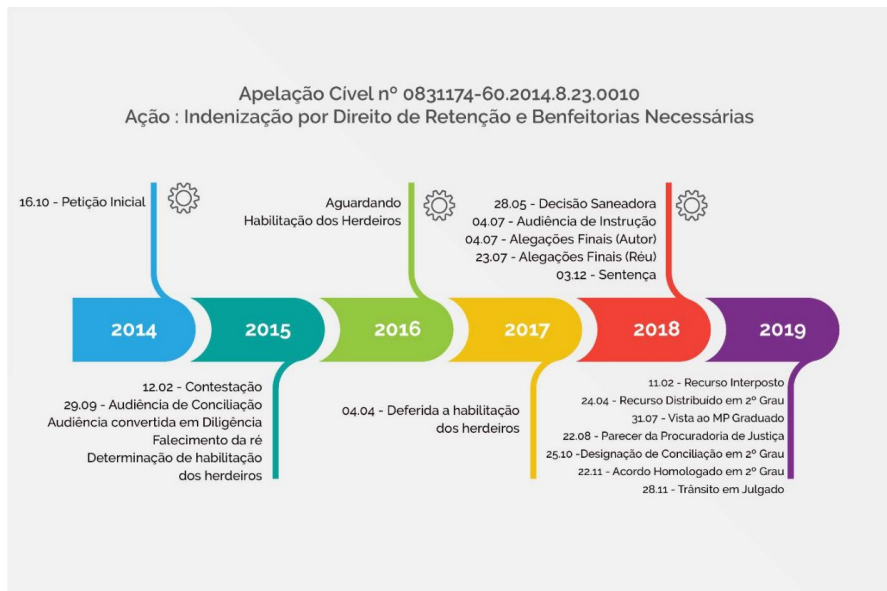 Apelação Cível nº 0831174-60.2014.8.23.0010
Ação : Indenização por Direito de Retenção e Benfeitorias Necessárias
16.10 - Petição Inicial
Aguardando
Habilitação dos Herdeiros
28.05 - Decisão Saneadora
04.07 - Audiência de Instrução
04.07 - Alegações Finais (Autor)
23.07 - Alegações Finais (Réu)
03.12 - Sentença
2014
2015
2016
2017
2018
2019
12.02 - Contestação
29.09 - Audiência de Conciliação
Audiência convertida em Diligência
Falecimento da ré
Determinação de habilitação
dos herdeiros
04.04 - Deferida a habilitação
dos herdeiros
11.02 - Recurso Interposto
24.04 - Recurso Distribuído em 2º Grau
31.07 - Vista ao MP Graduado
22.08 - Parecer da Procuradoria de Justiça
25.10 -Designação de Conciliação em 2º Grau
22.11 - Acordo Homologado em 2º Grau
28.11 - Trânsito em Julgado